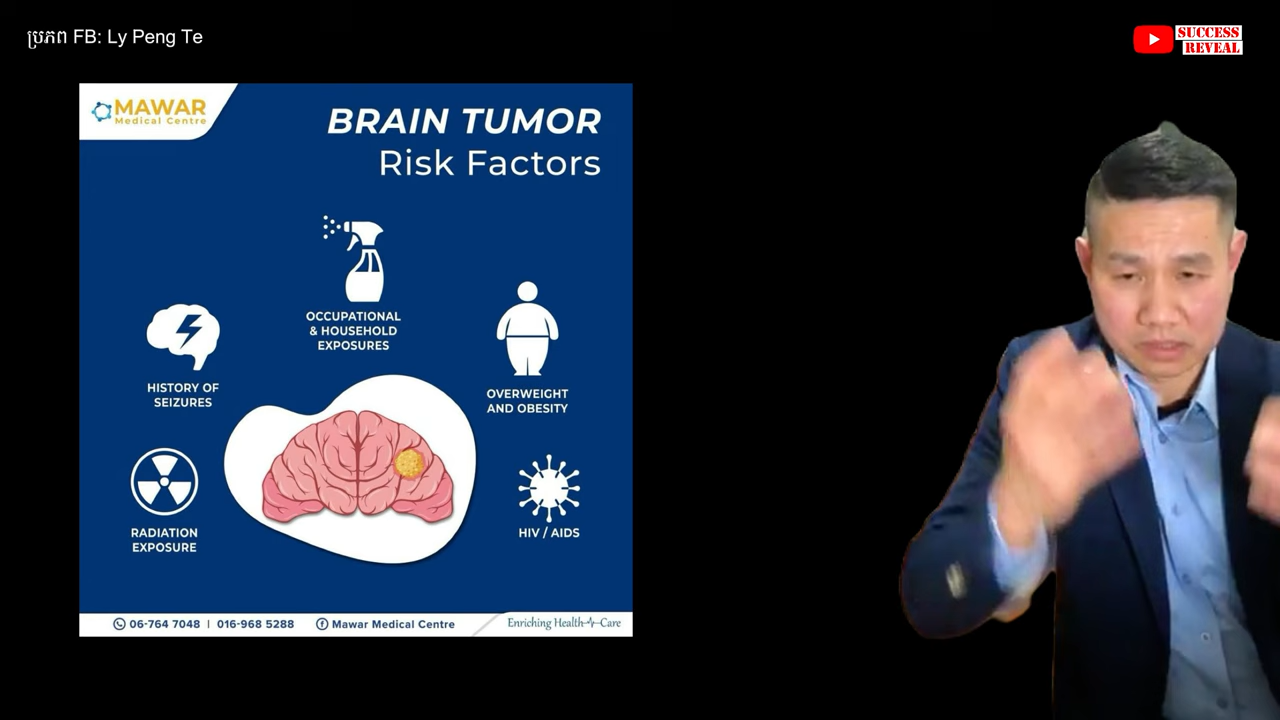 ប្រភព FB: Ly Peng Te
SUCCESS
REVEAL
MAWAR
Medical Centre
BRAIN TUMOR
Risk Factors
OCCUPATIONAL
& HOUSEHOLD
EXPOSURES
HISTORY OF
SEIZURES
OVERWEIGHT
AND OBESITY
RADIATION
EXPOSURE
HIV / AIDS
06-764 7048 | 016-968 5288
Mawar Medical Centre
Enriching Health Care